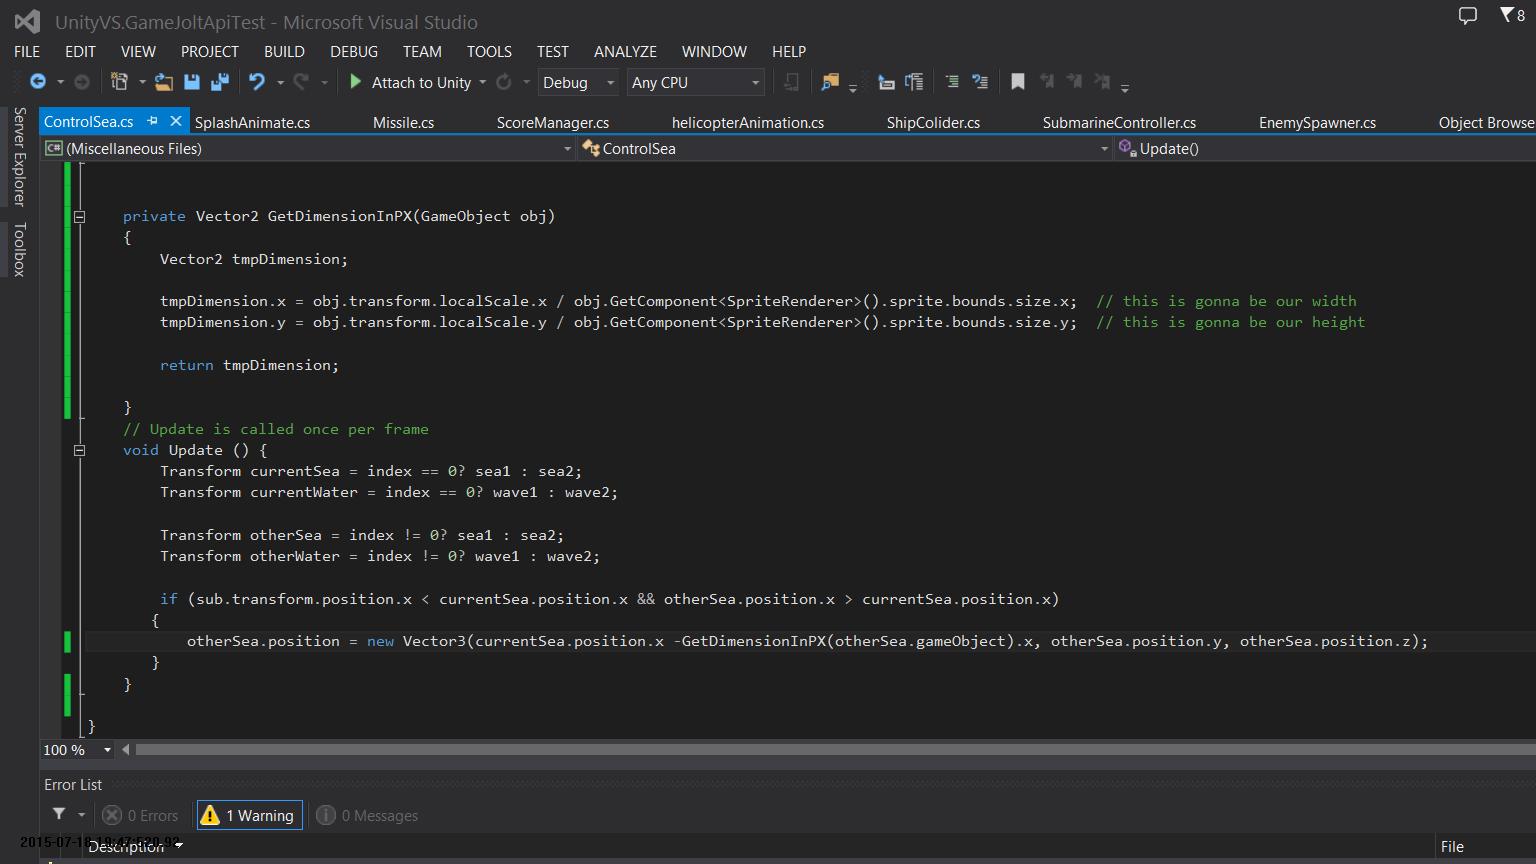 UnityVS.GameJoltApiTest - Microsoft Visual Studio
8
FILE EDIT VIEW PROJECT BUILD DEBUG TEAM TOOLS TEST ANALYZE WINDOW HELP
Attach to Unity Debug Any CPU
Server Explorer
Toolbox
ControlSea.cs SplashAnimate.cs Missile.cs ScoreManager.cs helicopterAnimation.cs ShipColider.cs SubmarineController.cs EnemySpawner.cs Object Browse
C# (Miscellaneous Files) ControlSea Update()
private Vector2 GetDimensionInPX(GameObject obj)
{
Vector2 tmpDimension;
tmpDimension.x = obj.transform.localScale.x / obj.GetComponent<SpriteRenderer>().sprite.bounds.size.x; // this is gonna be our width
tmpDimension.y = obj.transform.localScale.y / obj.GetComponent<SpriteRenderer>().sprite.bounds.size.y; // this is gonna be our height
return tmpDimension;
}
// Update is called once per frame
void Update () {
Transform currentSea = index == 0? sea1 : sea2;
Transform currentWater = index == 0? wave1 : wave2;
Transform otherSea = index != 0? sea1 : sea2;
Transform otherWater = index != 0? wave1 : wave2;
if (sub.transform.position.x < currentSea.position.x && otherSea.position.x > currentSea.position.x)
{
otherSea.position = new Vector3(currentSea.position.x -GetDimensionInPX(otherSea.gameObject).x, otherSea.position.y, otherSea.position.z);
}
}
}
100 %
Error List
0 Errors 1 Warning 0 Messages
Description File